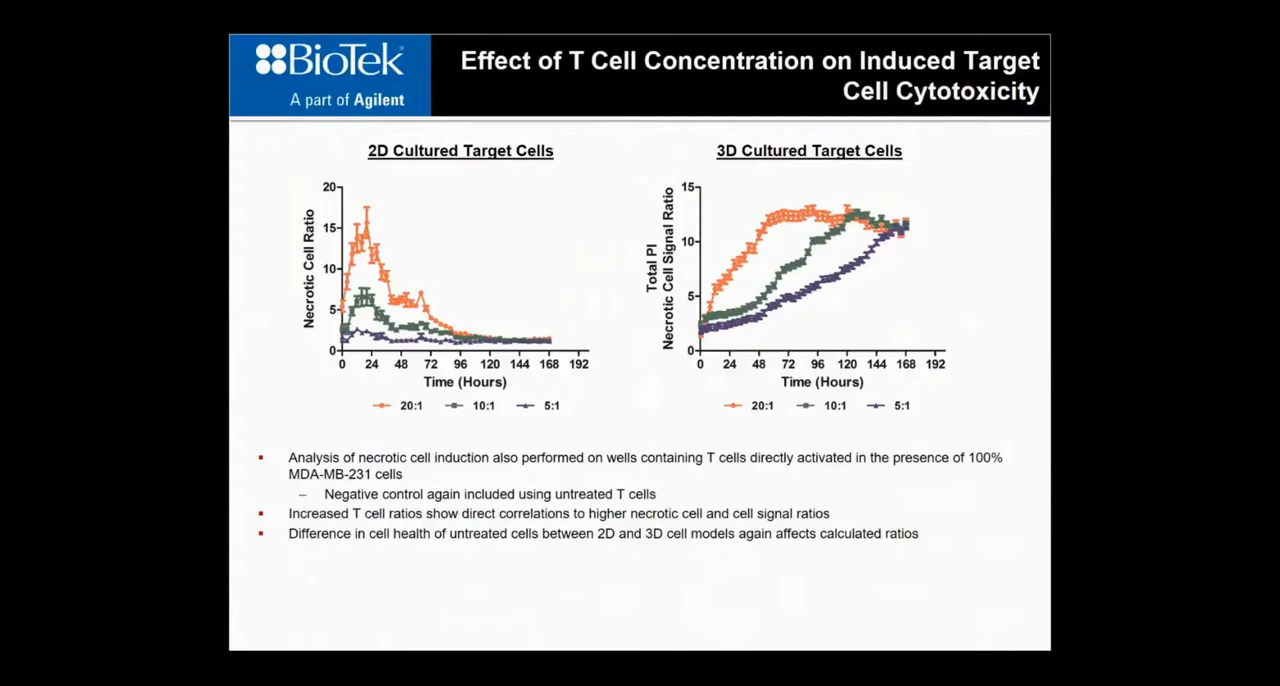 BioTek
A part of Agilent
Effect of T Cell Concentration on Induced Target
Cell Cytotoxicity
2D Cultured Target Cells
20
15
10
5
0
Necrotic Cell Ratio
0 24 48 72 96 120 144 168 192
Time (Hours)
20:1 10:1 5:1
3D Cultured Target Cells
15
10
5
0
Total PI
Necrotic Cell Signal Ratio
0 24 48 72 96 120 144 168 192
Time (Hours)
20:1 10:1 5:1
▪ Analysis of necrotic cell induction also performed on wells containing T cells directly activated in the presence of 100%
MDA-MB-231 cells
– Negative control again included using untreated T cells
▪ Increased T cell ratios show direct correlations to higher necrotic cell and cell signal ratios
▪ Difference in cell health of untreated cells between 2D and 3D cell models again affects calculated ratios